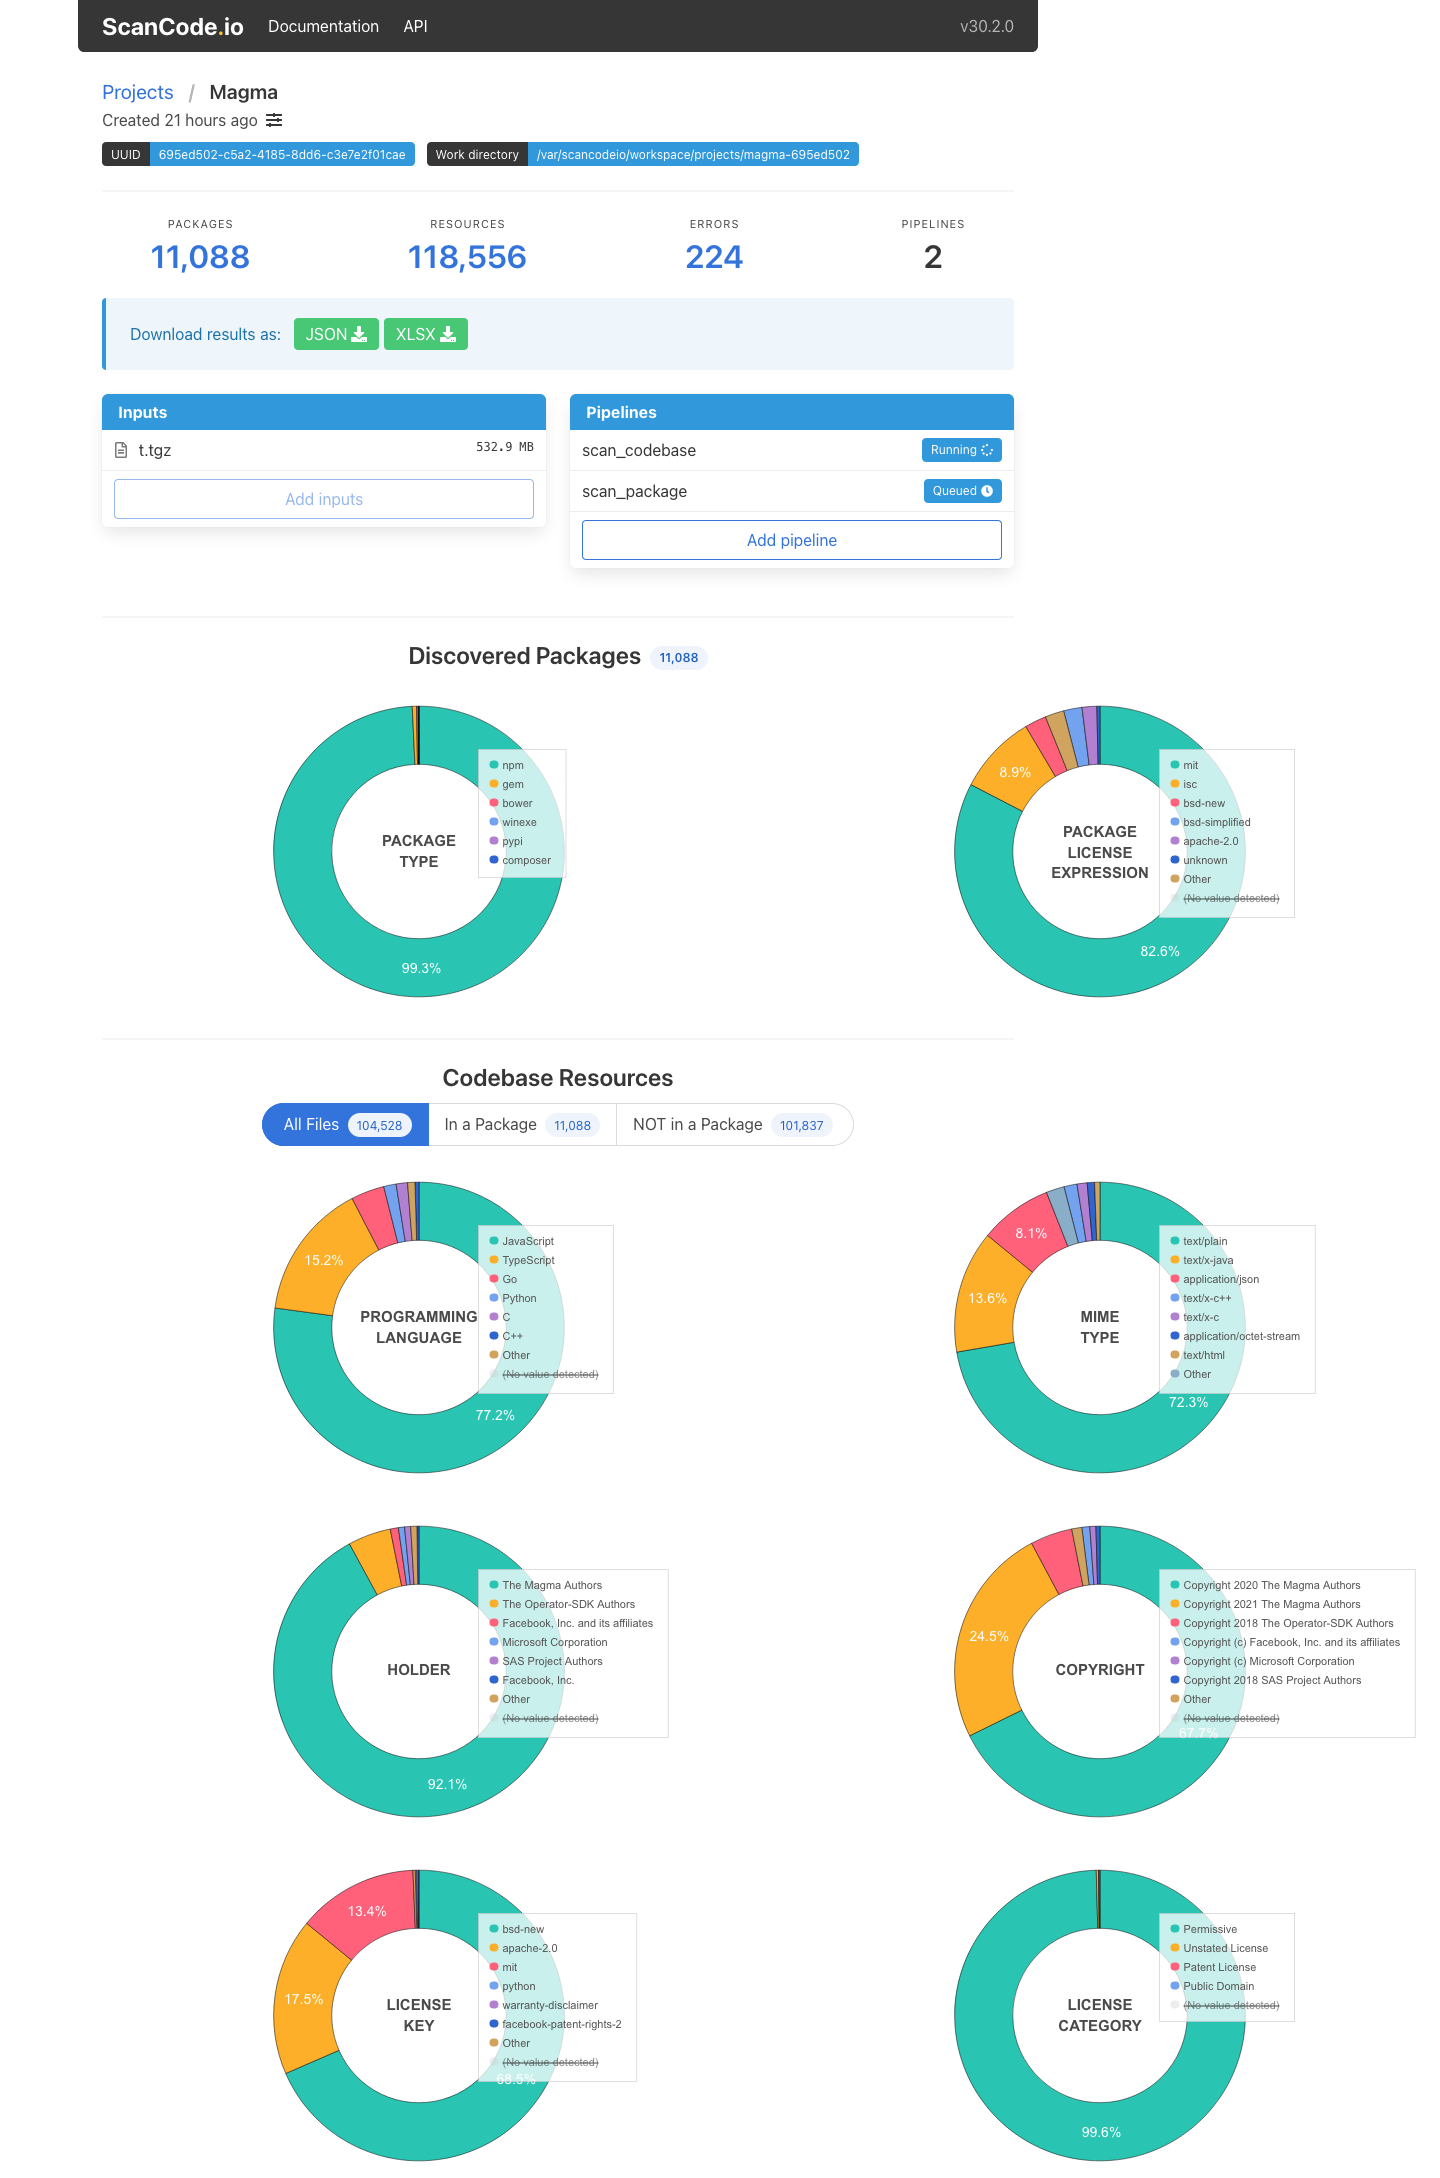 ScanCode.io Documentation API v30.2.0
Projects / Magma
Created 21 hours ago
UUID 695ed502-c5a2-4185-8dd6-c3e7e2f01cae Work directory /var/scancodeio/workspace/projects/magma-695ed502
PACKAGES RESOURCES ERRORS PIPELINES
11,088 118,556 224 2
Download results as: JSON XLSX
Inputs
t.tgz 532.9 MB
Add inputs
Pipelines
scan_codebase Running
scan_package Queued
Add pipeline
Discovered Packages 11,088
PACKAGE
TYPE
99.3%
npm
gem
bower
winexe
pypi
composer
8.9%
PACKAGE
LICENSE
EXPRESSION
82.6%
mit
isc
bsd-new
bsd-simplified
apache-2.0
unknown
Other
(No value detected)
Codebase Resources
All Files 104,528 In a Package 11,088 NOT in a Package 101,837
15.2%
PROGRAMMING
LANGUAGE
77.2%
JavaScript
TypeScript
Go
Python
C
C++
Other
(No value detected)
8.1%
13.6%
MIME
TYPE
72.3%
text/plain
text/x-java
application/json
text/x-c++
text/x-c
application/octet-stream
text/html
Other
HOLDER
92.1%
The Magma Authors
The Operator-SDK Authors
Facebook, Inc. and its affiliates
Microsoft Corporation
SAS Project Authors
Facebook, Inc.
Other
(No value detected)
24.5%
COPYRIGHT
67.7%
Copyright 2020 The Magma Authors
Copyright 2021 The Magma Authors
Copyright 2018 The Operator-SDK Authors
Copyright (c) Facebook, Inc. and its affiliates
Copyright (c) Microsoft Corporation
Copyright 2018 SAS Project Authors
Other
(No value detected)
13.4%
17.5%
LICENSE
KEY
68.5%
bsd-new
apache-2.0
mit
python
warranty-disclaimer
facebook-patent-rights-2
Other
(No value detected)
LICENSE
CATEGORY
99.6%
Permissive
Unstated License
Patent License
Public Domain
(No value detected)